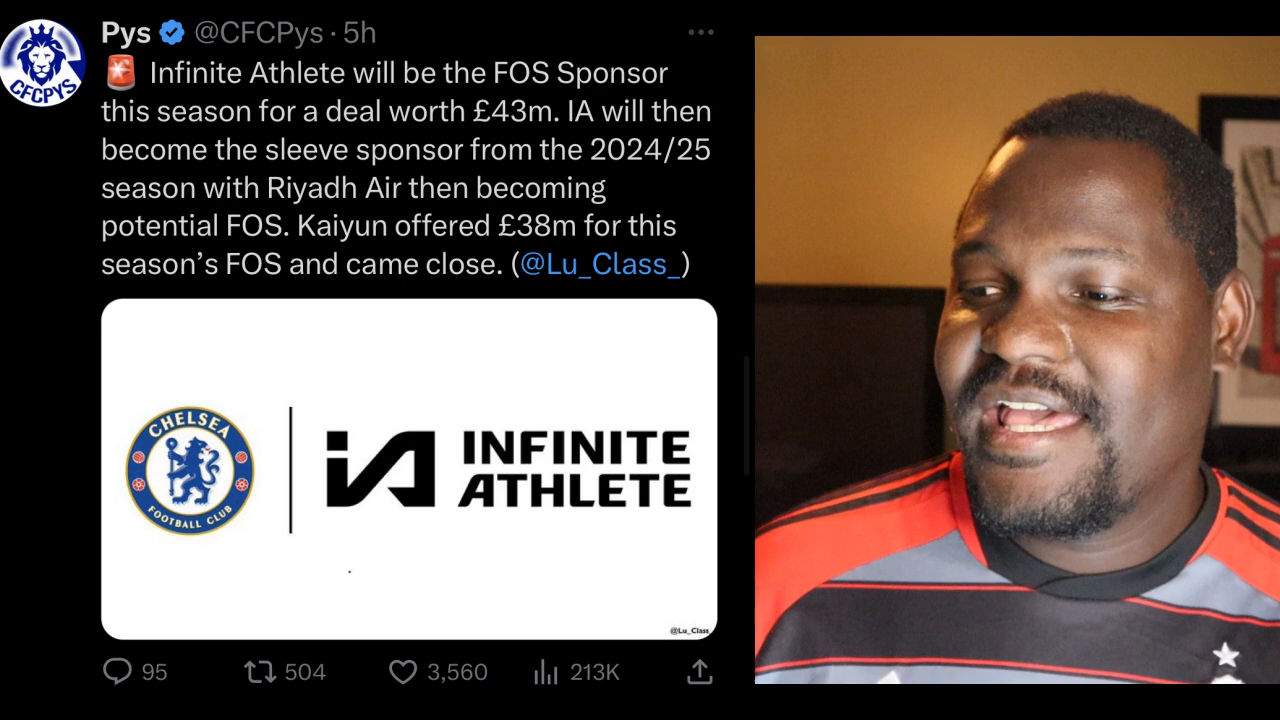 Pys @CFCPys · 5h
🚨 Infinite Athlete will be the FOS Sponsor
this season for a deal worth £43m. IA will then
become the sleeve sponsor from the 2024/25
season with Riyadh Air then becoming
potential FOS. Kaiyun offered £38m for this
season’s FOS and came close. (@Lu_Class_)
CFCPYS
CHELSEA
FOOTBALL CLUB
iA
INFINITE
ATHLETE
@Lu_Class_
95 504 3,560 213K